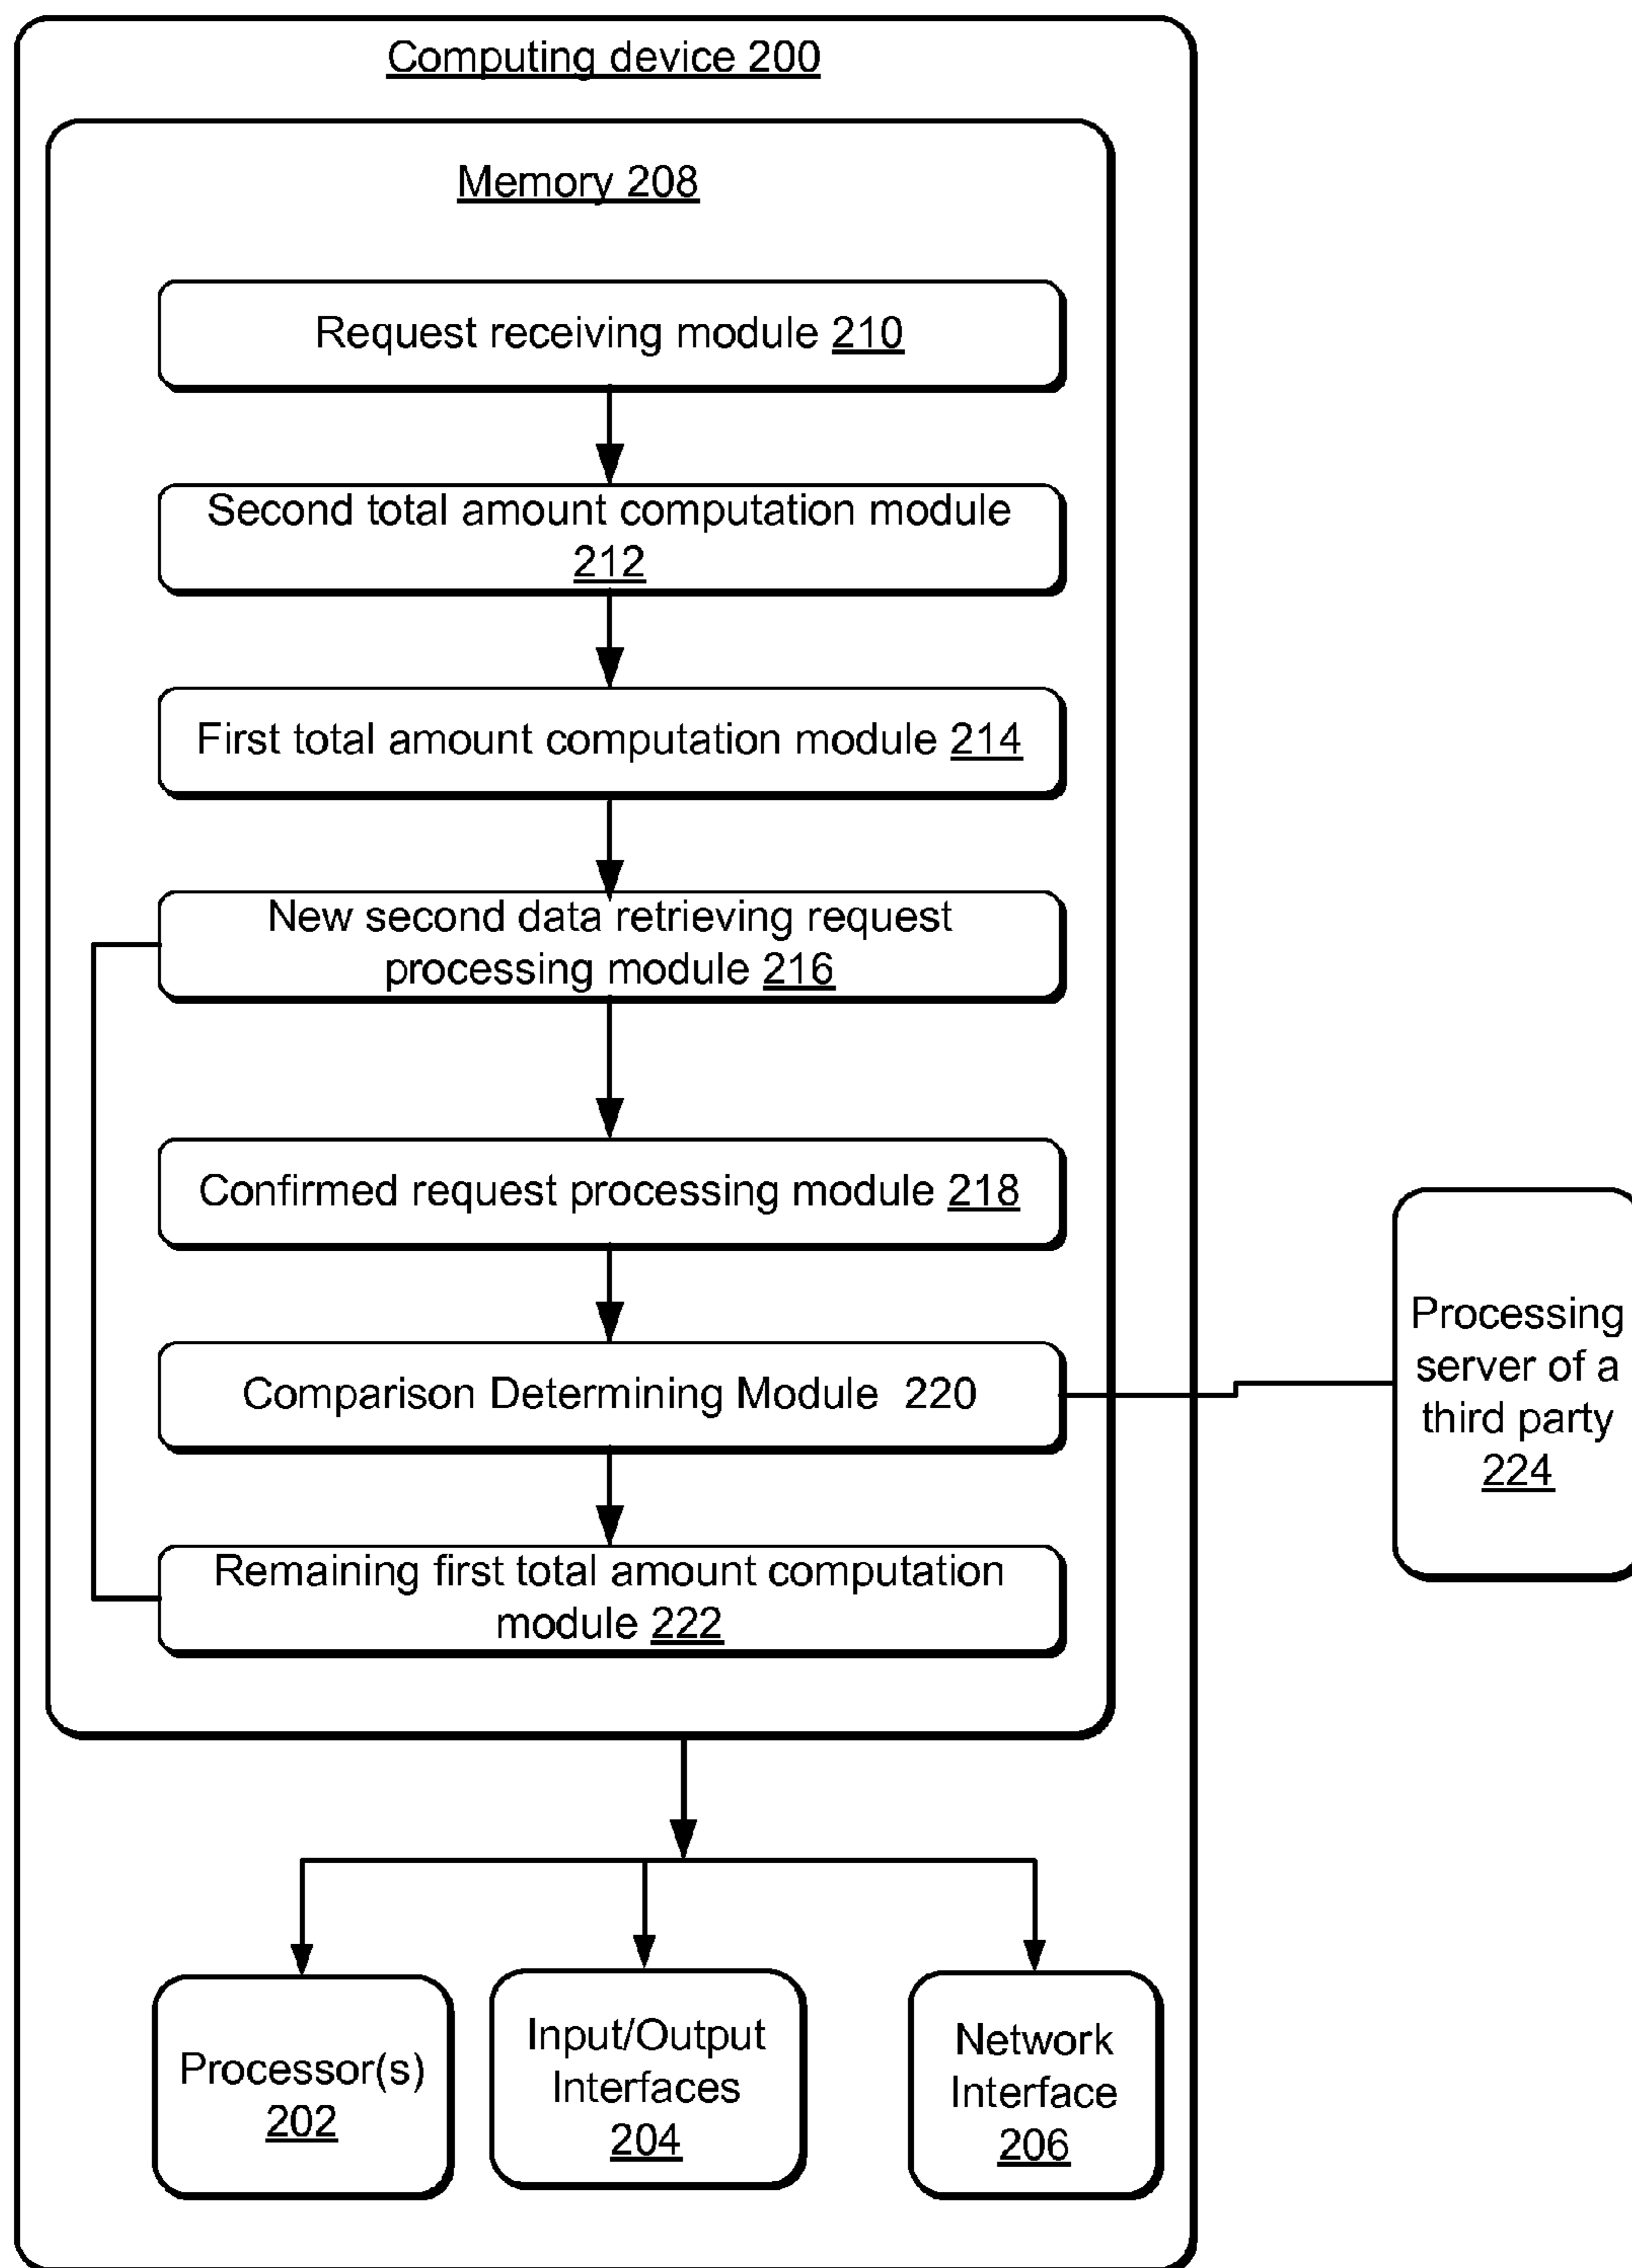 Computing device 200
Memory 208
Request receiving module 210
Second total amount computation module
212
First total amount computation module 214
New second data retrieving request
processing module 216
Confirmed request processing module 218
Comparison Determining Module 220
Remaining first total amount computation
module 222
Processing
server of a
third party
224
Processor(s)
202
Input/Output
Interfaces
204
Network
Interface
206